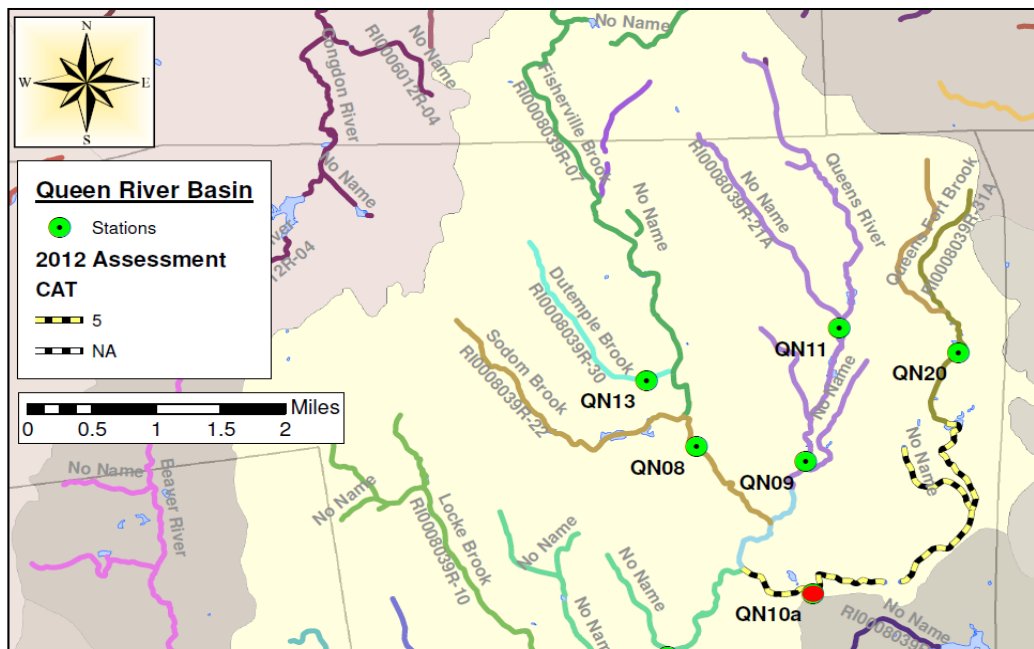 N
W
E
S
Queen River Basin
Stations
2012 Assessment
CAT
5
NA
Miles
0
0.5
1
1.5
2
Congdon River
No Name
RI0006012R-04
No Name
No Name
Fisherville Brook
RI0008039R-07
No Name
No Name
RI0008039R-21A
Queens River
Queens Fort Brook
RI0008039R-31A
Dutemple Brook
RI0008039R-30
Sodom Brook
RI0008039R-22
QN13
QN11
QN20
No Name
QN08
QN09
No Name
No Name
Beaver River
No Name
Locke Brook
RI0008039R-10
No Name
No Name
No Name
QN10a
No Name